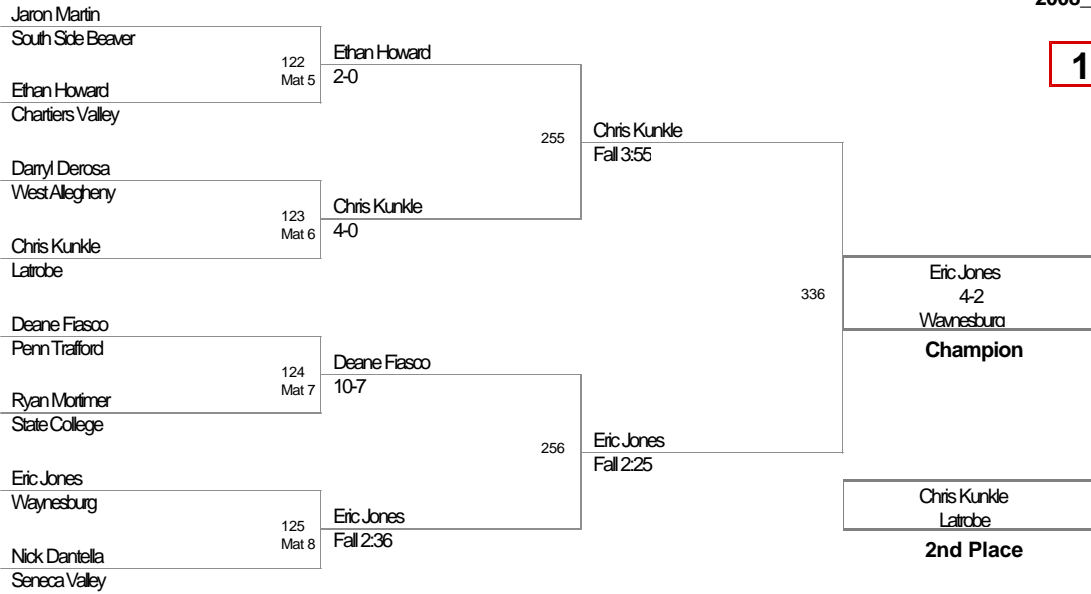 2008_
1
Jaron Martin
South Side Beaver
122
Mat 5
Ethan Howard
2-0
Ethan Howard
Chartiers Valley
255
Chris Kunkle
Fall 3:55
Darryl Derosa
West Allegheny
123
Mat 6
Chris Kunkle
4-0
Chris Kunkle
Latrobe
336
Eric Jones
4-2
Waynesburg
Champion
Deane Fiasco
Penn Trafford
124
Mat 7
Deane Fiasco
10-7
Ryan Mortimer
State College
256
Eric Jones
Fall 2:25
Eric Jones
Waynesburg
125
Mat 8
Eric Jones
Fall 2:36
Nick Dantella
Seneca Valley
Chris Kunkle
Latrobe
2nd Place